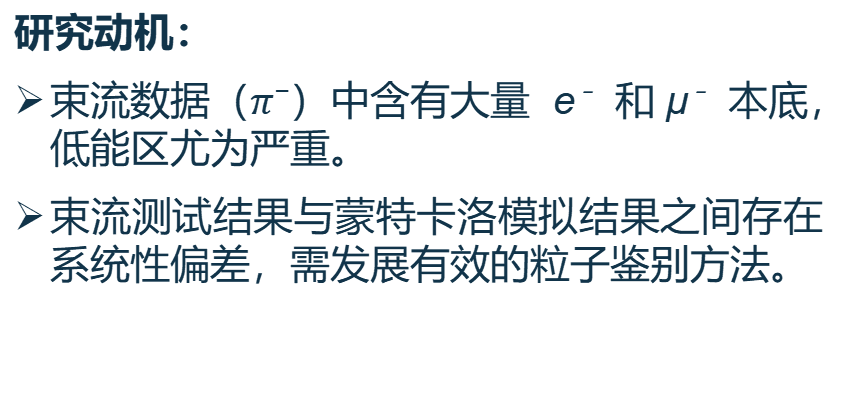 研究动机：
➢束流数据（π⁻）中含有大量 e⁻ 和 μ⁻ 本底，
低能区尤为严重。
➢束流测试结果与蒙特卡洛模拟结果之间存在
系统性偏差，需发展有效的粒子鉴别方法。